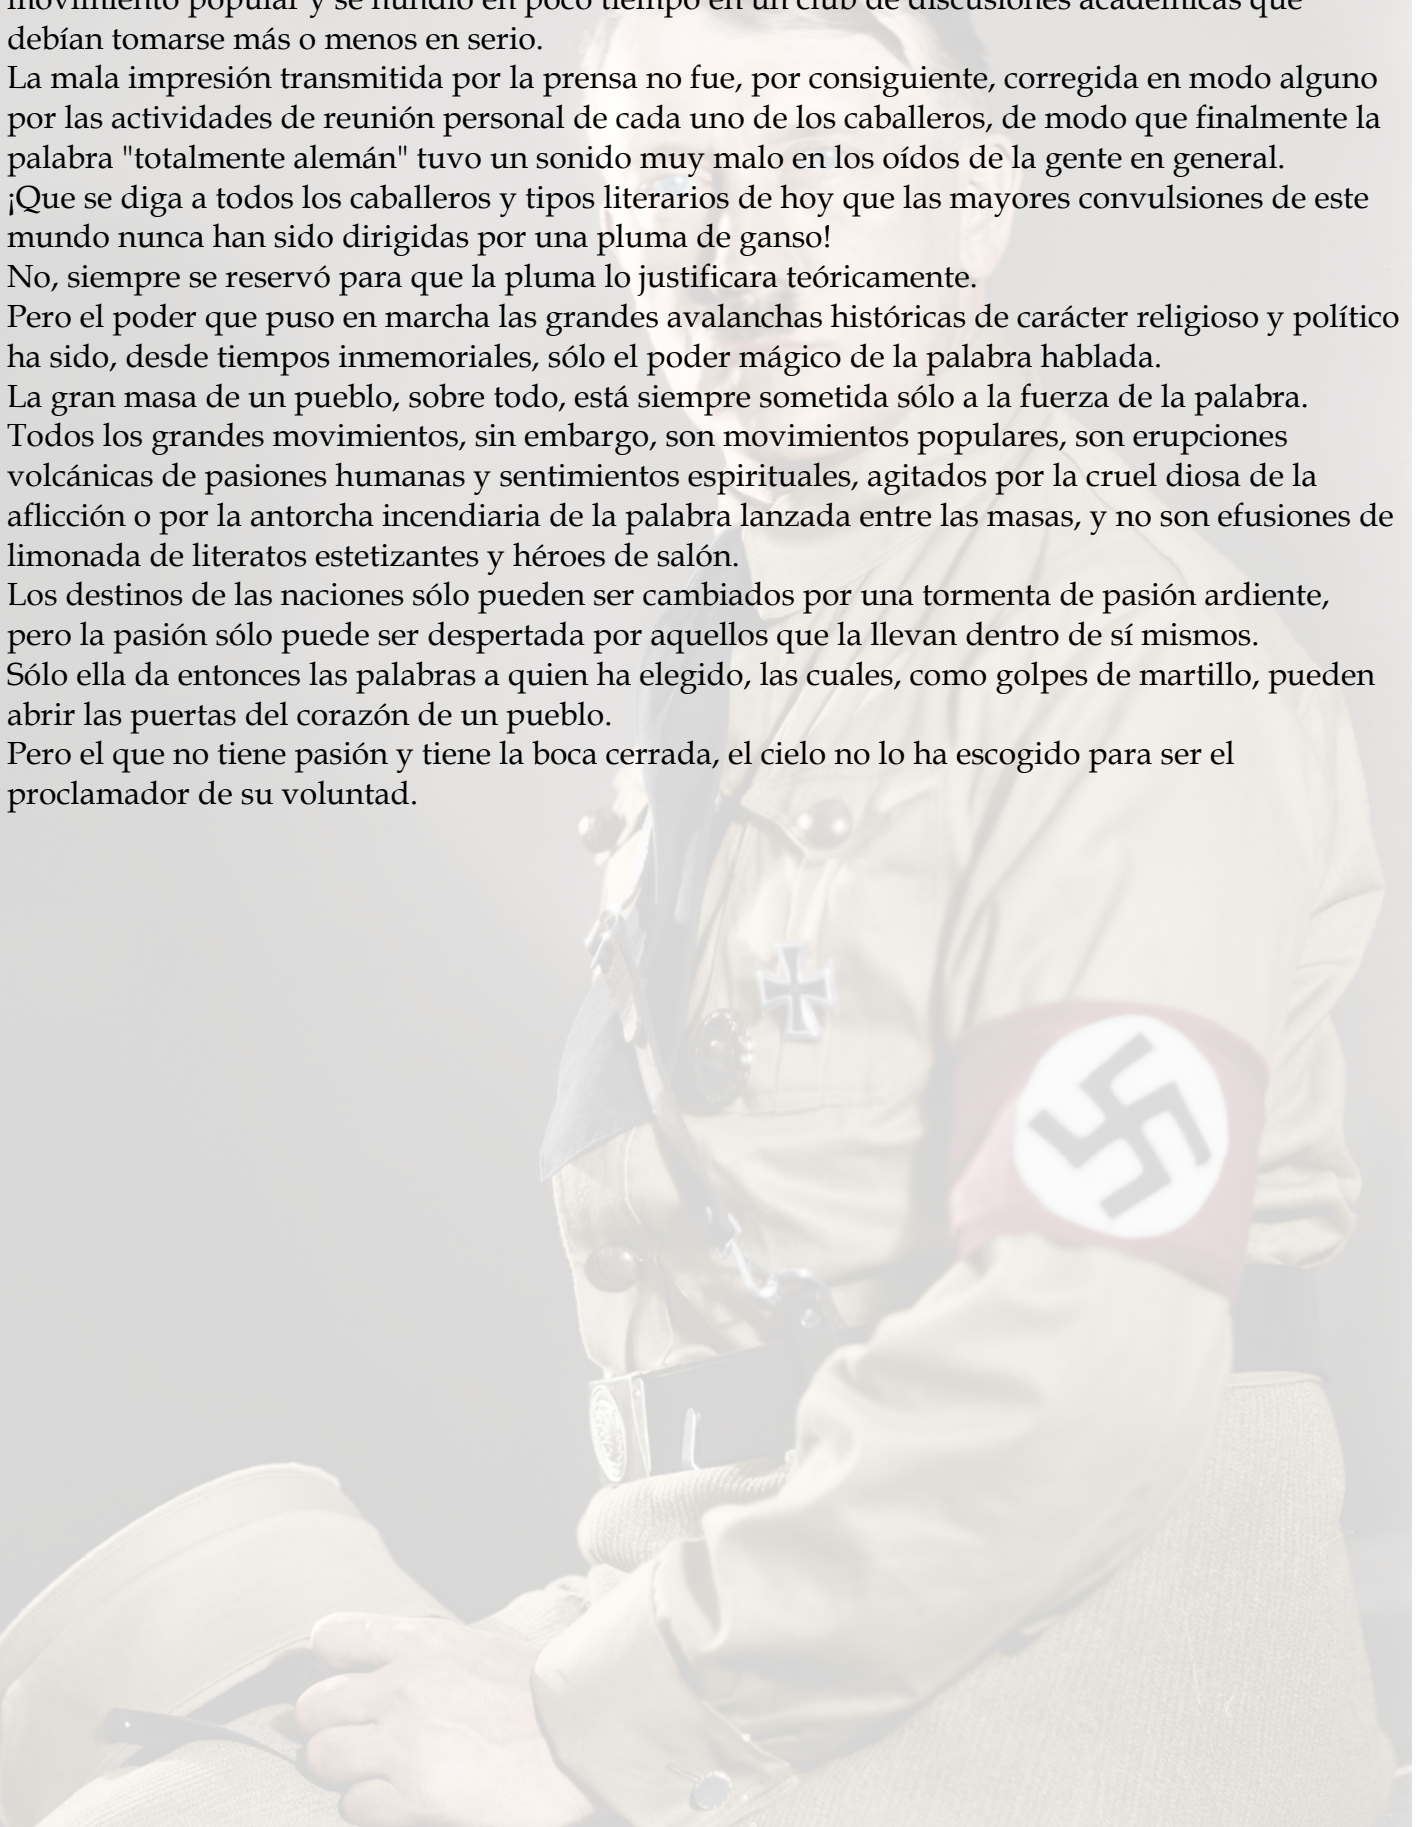 movimiento popular y se hundió en poco tiempo en un club de discusiones académicas que
debían tomarse más o menos en serio.
La mala impresión transmitida por la prensa no fue, por consiguiente, corregida en modo alguno
por las actividades de reunión personal de cada uno de los caballeros, de modo que finalmente la
palabra "totalmente alemán" tuvo un sonido muy malo en los oídos de la gente en general.
¡Que se diga a todos los caballeros y tipos literarios de hoy que las mayores convulsiones de este
mundo nunca han sido dirigidas por una pluma de ganso!
No, siempre se reservó para que la pluma lo justificara teóricamente.
Pero el poder que puso en marcha las grandes avalanchas históricas de carácter religioso y político
ha sido, desde tiempos inmemoriales, sólo el poder mágico de la palabra hablada.
La gran masa de un pueblo, sobre todo, está siempre sometida sólo a la fuerza de la palabra.
Todos los grandes movimientos, sin embargo, son movimientos populares, son erupciones
volcánicas de pasiones humanas y sentimientos espirituales, agitados por la cruel diosa de la
aflicción o por la antorcha incendiaria de la palabra lanzada entre las masas, y no son efusiones de
limonada de literatos estetizantes y héroes de salón.
Los destinos de las naciones sólo pueden ser cambiados por una tormenta de pasión ardiente,
pero la pasión sólo puede ser despertada por aquellos que la llevan dentro de sí mismos.
Sólo ella da entonces las palabras a quien ha elegido, las cuales, como golpes de martillo, pueden
abrir las puertas del corazón de un pueblo.
Pero el que no tiene pasión y tiene la boca cerrada, el cielo no lo ha escogido para ser el
proclamador de su voluntad.